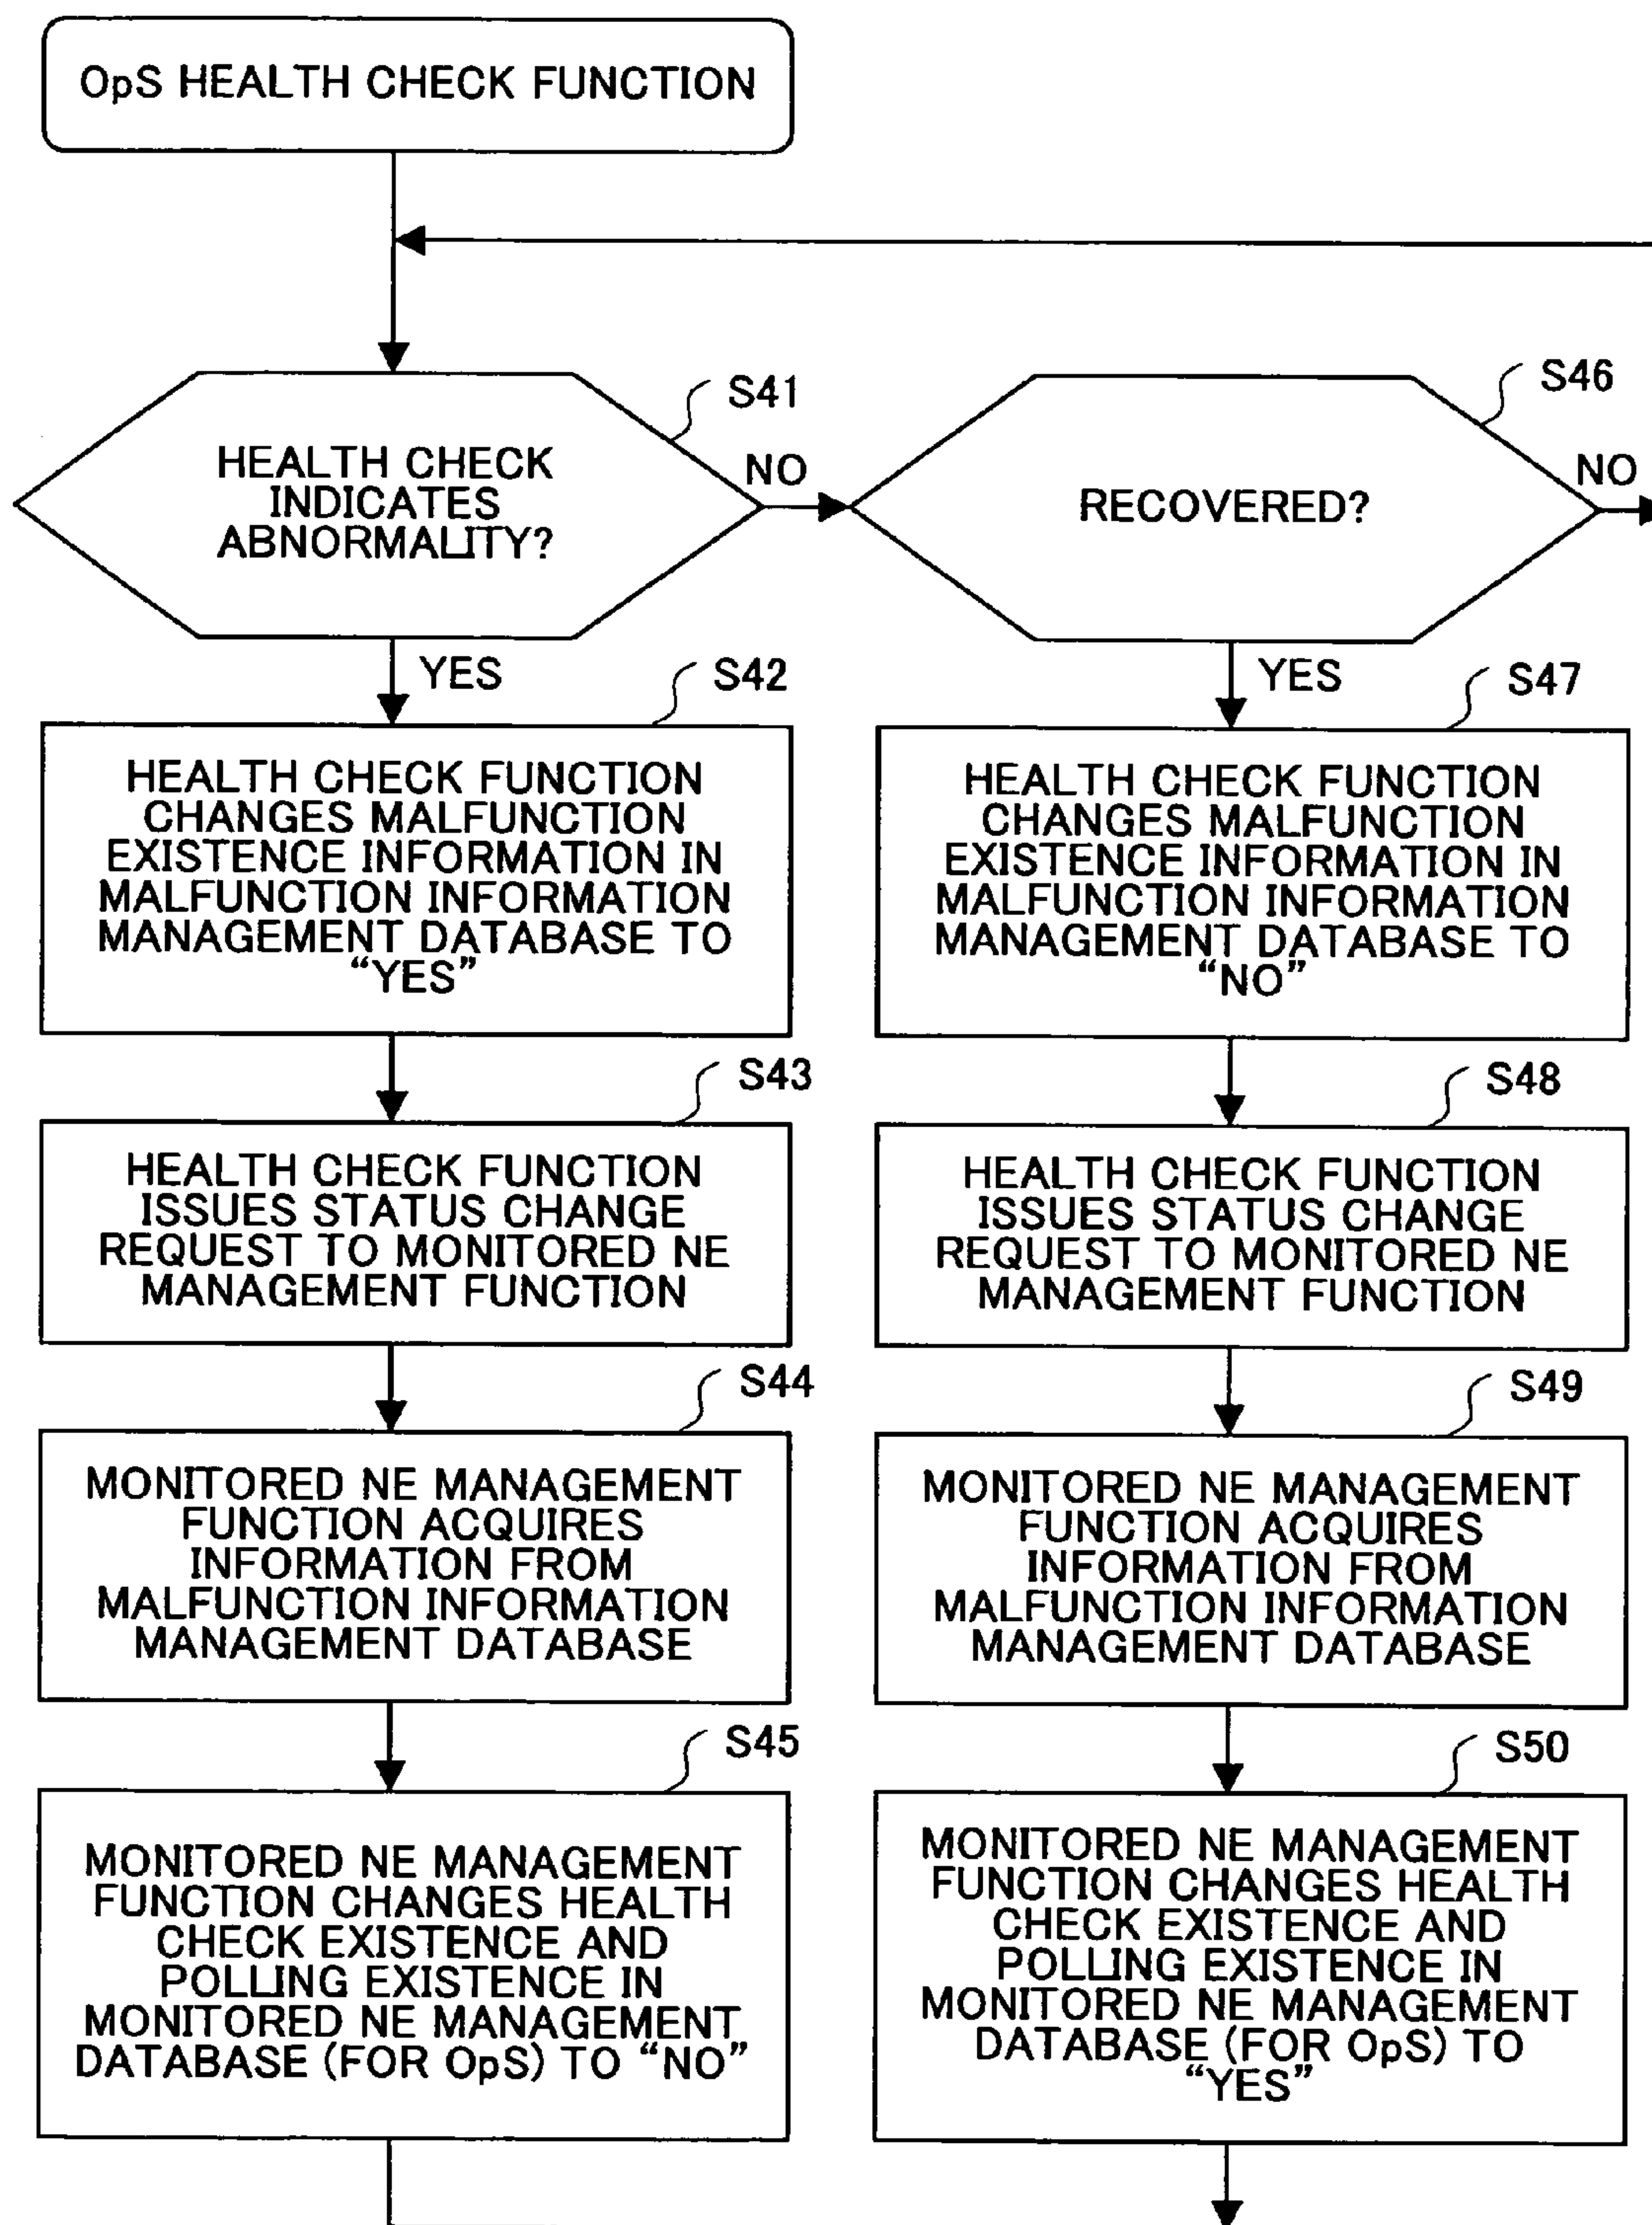 OpS HEALTH CHECK FUNCTION
S41
HEALTH CHECK
INDICATES
ABNORMALITY?
NO
YES
S46
RECOVERED?
NO
YES
S42
HEALTH CHECK FUNCTION
CHANGES MALFUNCTION
EXISTENCE INFORMATION IN
MALFUNCTION INFORMATION
MANAGEMENT DATABASE TO
“YES”
S47
HEALTH CHECK FUNCTION
CHANGES MALFUNCTION
EXISTENCE INFORMATION IN
MALFUNCTION INFORMATION
MANAGEMENT DATABASE TO
“NO”
S43
HEALTH CHECK FUNCTION
ISSUES STATUS CHANGE
REQUEST TO MONITORED NE
MANAGEMENT FUNCTION
S48
HEALTH CHECK FUNCTION
ISSUES STATUS CHANGE
REQUEST TO MONITORED NE
MANAGEMENT FUNCTION
S44
MONITORED NE MANAGEMENT
FUNCTION ACQUIRES
INFORMATION FROM
MALFUNCTION INFORMATION
MANAGEMENT DATABASE
S49
MONITORED NE MANAGEMENT
FUNCTION ACQUIRES
INFORMATION FROM
MALFUNCTION INFORMATION
MANAGEMENT DATABASE
S45
MONITORED NE MANAGEMENT
FUNCTION CHANGES HEALTH
CHECK EXISTENCE AND
POLLING EXISTENCE IN
MONITORED NE MANAGEMENT
DATABASE (FOR OpS) TO “NO”
S50
MONITORED NE MANAGEMENT
FUNCTION CHANGES HEALTH
CHECK EXISTENCE AND
POLLING EXISTENCE IN
MONITORED NE MANAGEMENT
DATABASE (FOR OpS) TO
“YES”